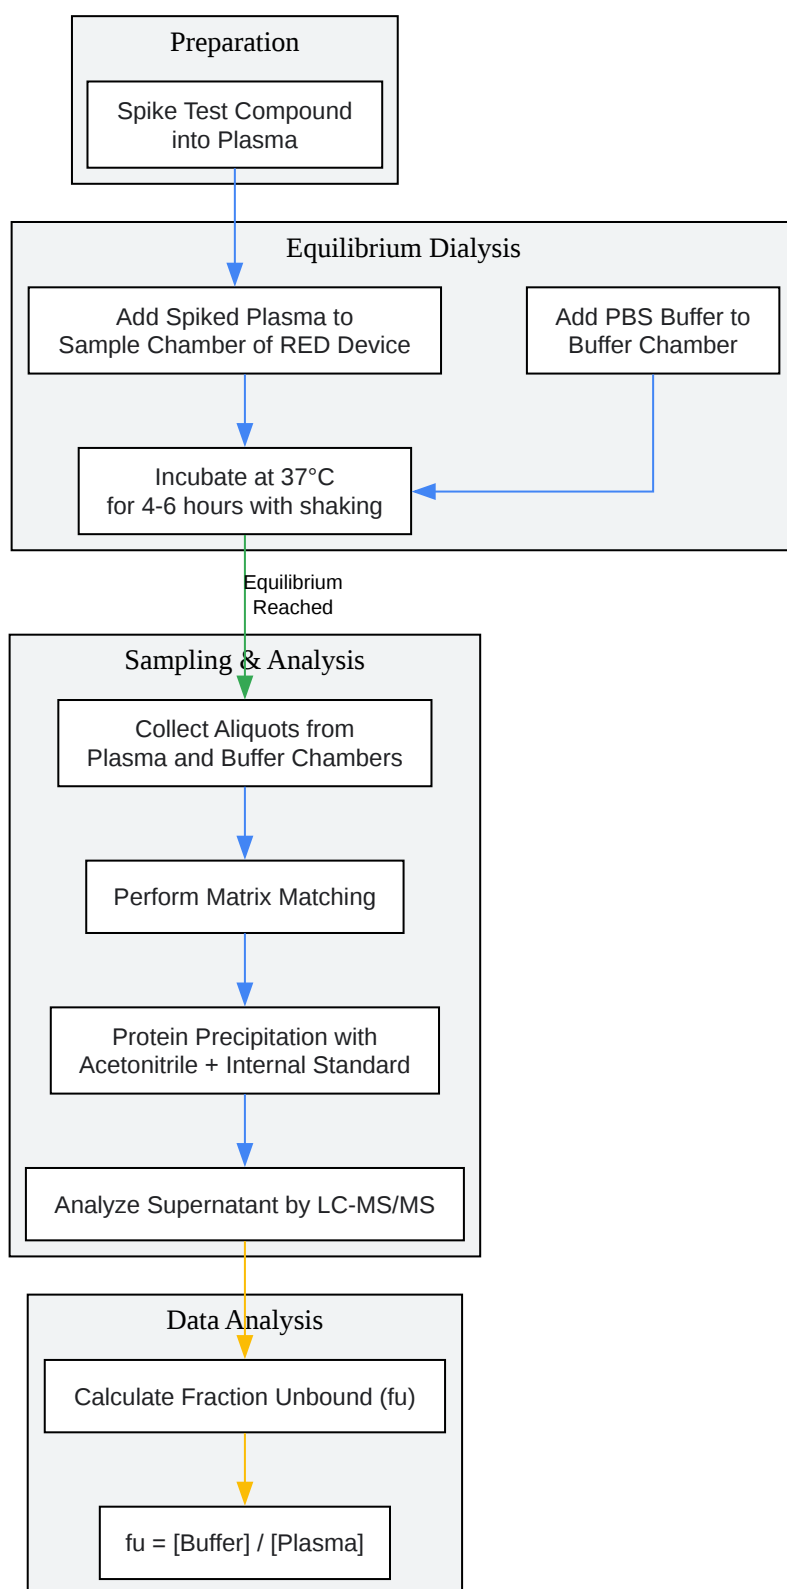 Preparation
Spike Test Compound
into Plasma
Equilibrium Dialysis
Add Spiked Plasma to
Sample Chamber of RED Device
Add PBS Buffer to
Buffer Chamber
Incubate at 37°C
for 4-6 hours with shaking
Equilibrium
Reached
Sampling & Analysis
Collect Aliquots from
Plasma and Buffer Chambers
Perform Matrix Matching
Protein Precipitation with
Acetonitrile + Internal Standard
Analyze Supernatant by LC-MS/MS
Data Analysis
Calculate Fraction Unbound (fu)
fu = [Buffer] / [Plasma]